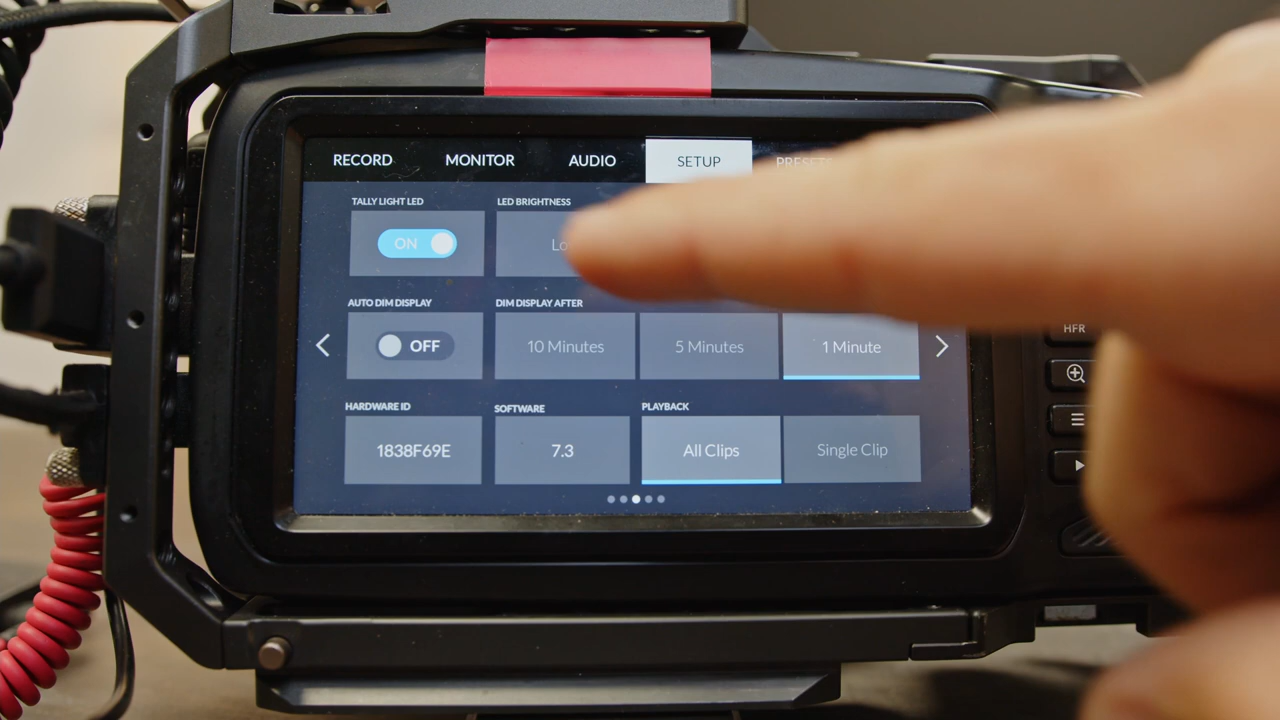 RECORD MONITOR AUDIO SETUP PRESETS
TALLY LIGHT LED LED BRIGHTNESS
ON
AUTO DIM DISPLAY DIM DISPLAY AFTER
OFF 10 Minutes 5 Minutes 1 Minute
HARDWARE ID SOFTWARE PLAYBACK
1838F69E 7.3 All Clips Single Clip
HFR